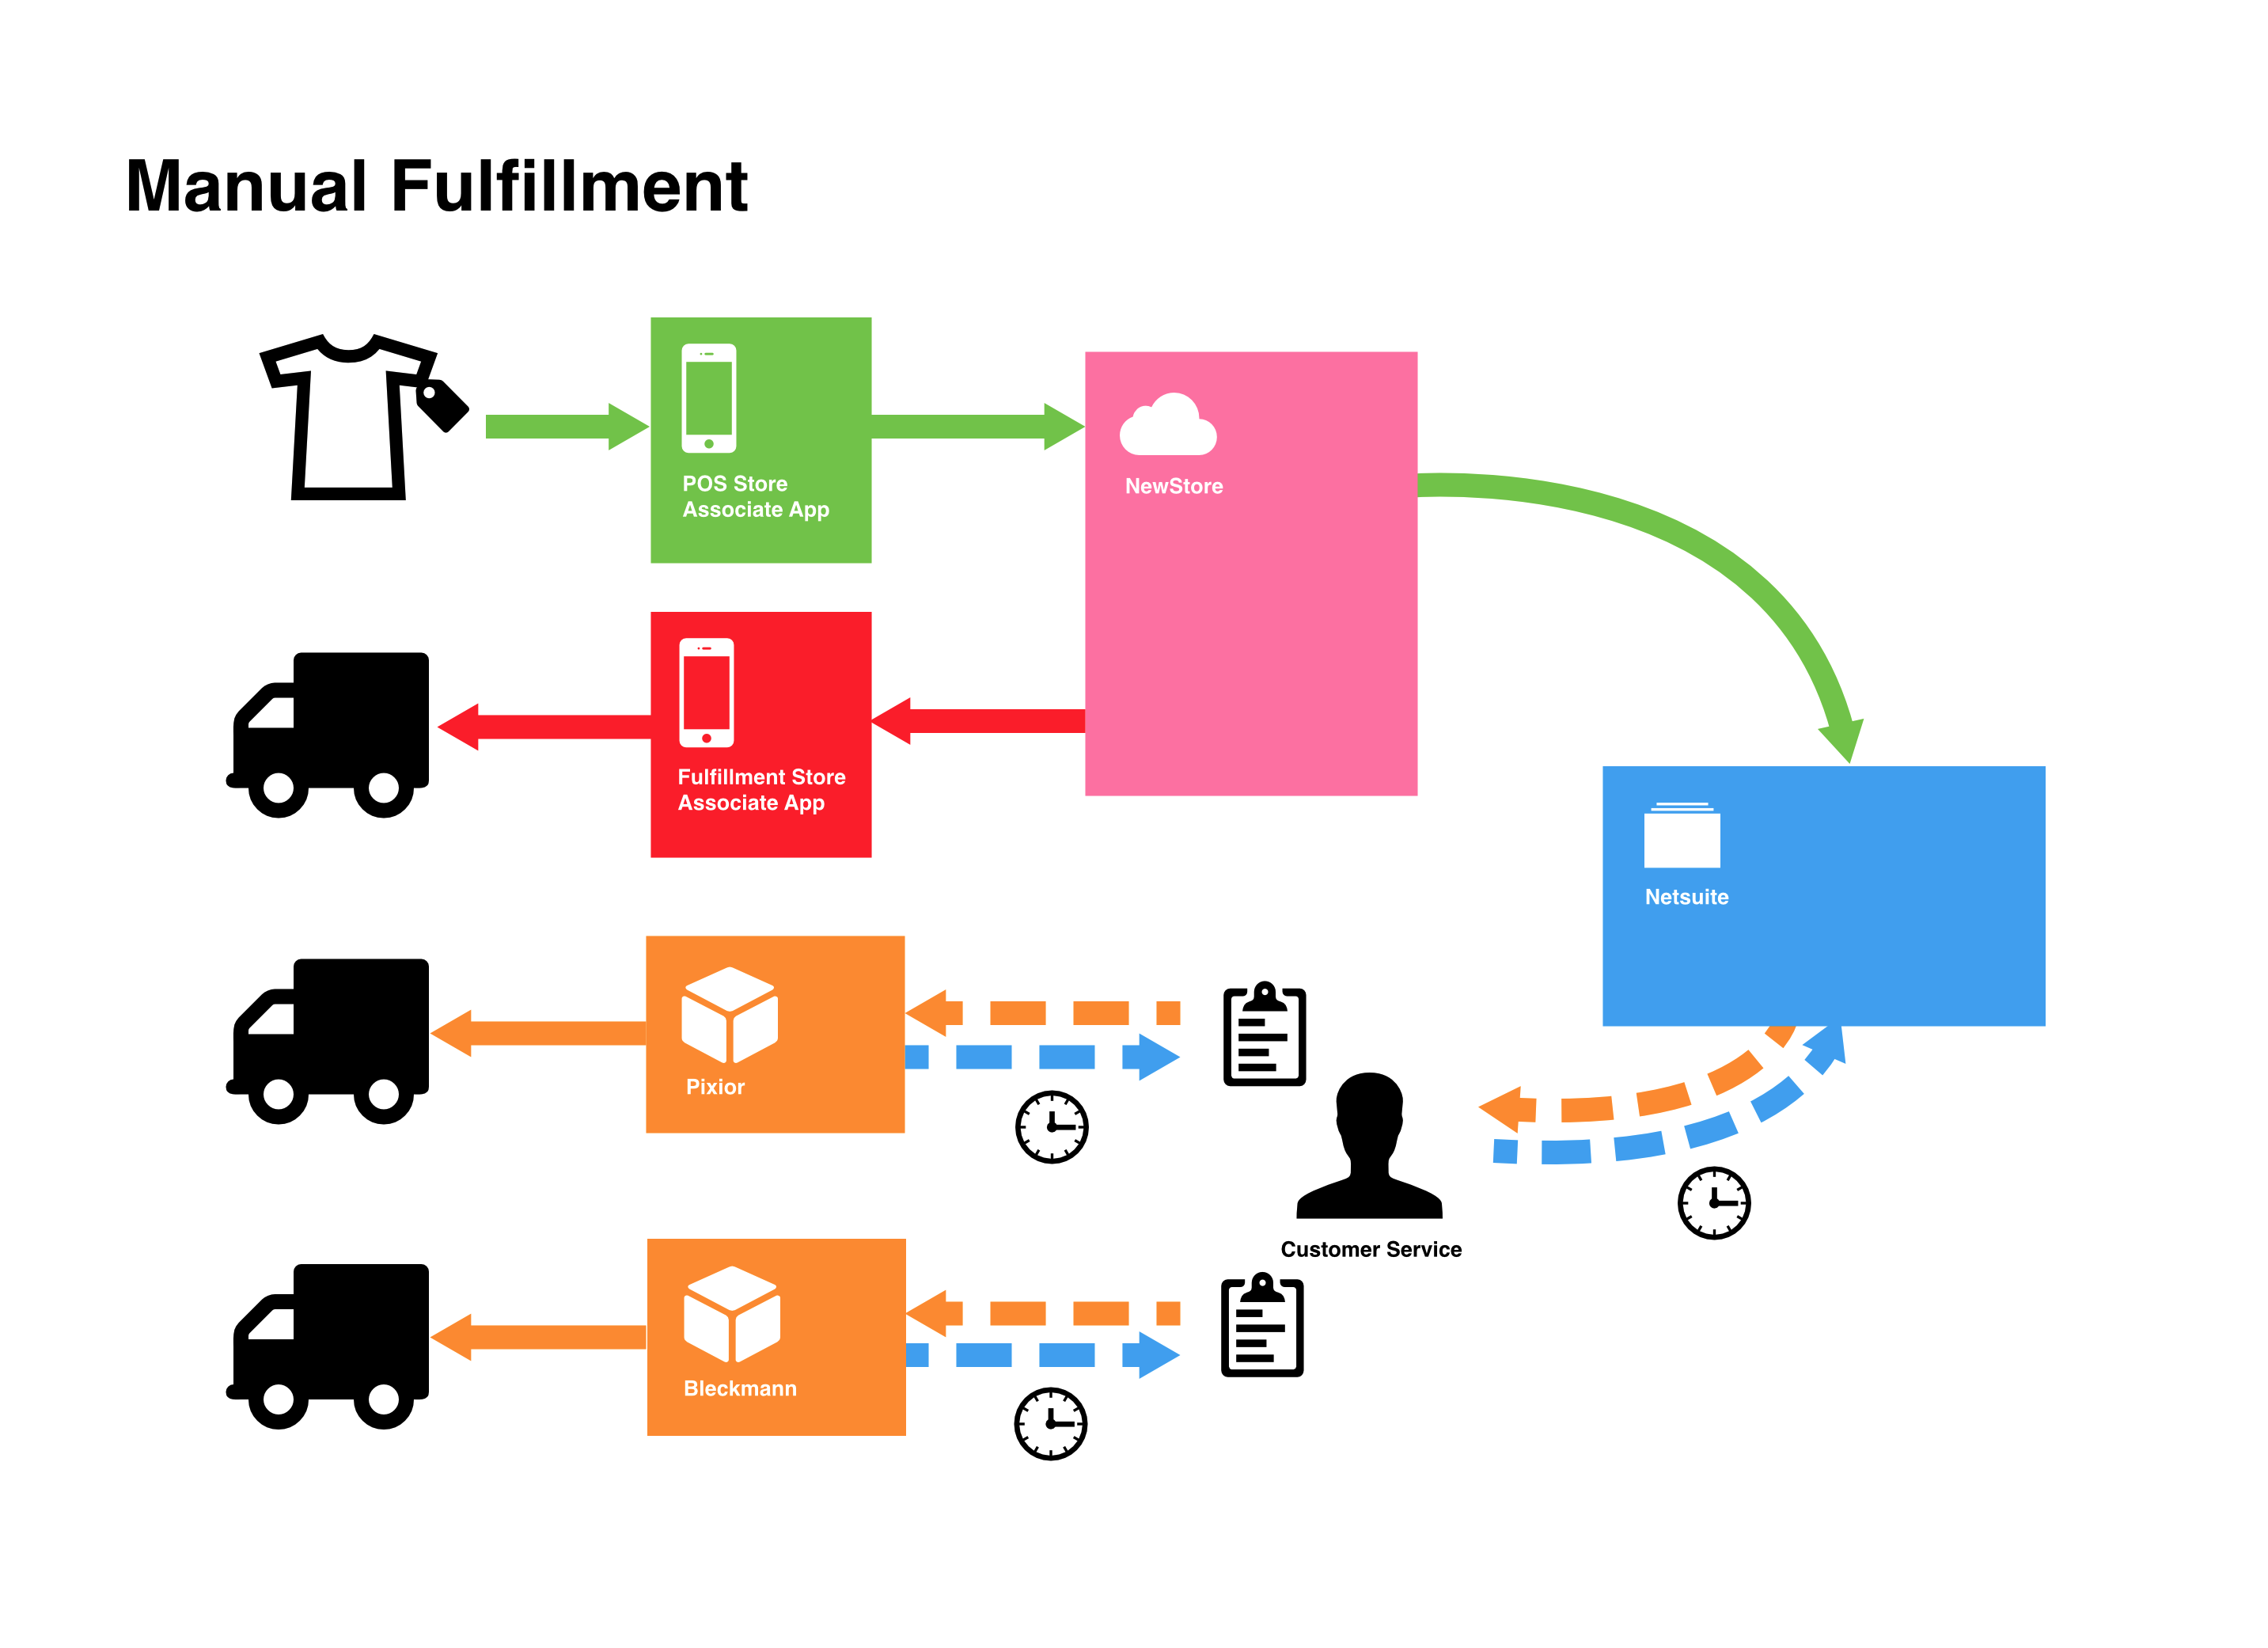 Manual Fulfillment
POS Store
Associate App
NewStore
Fulfillment Store
Associate App
Netsuite
Pixior
Customer Service
Bleckmann